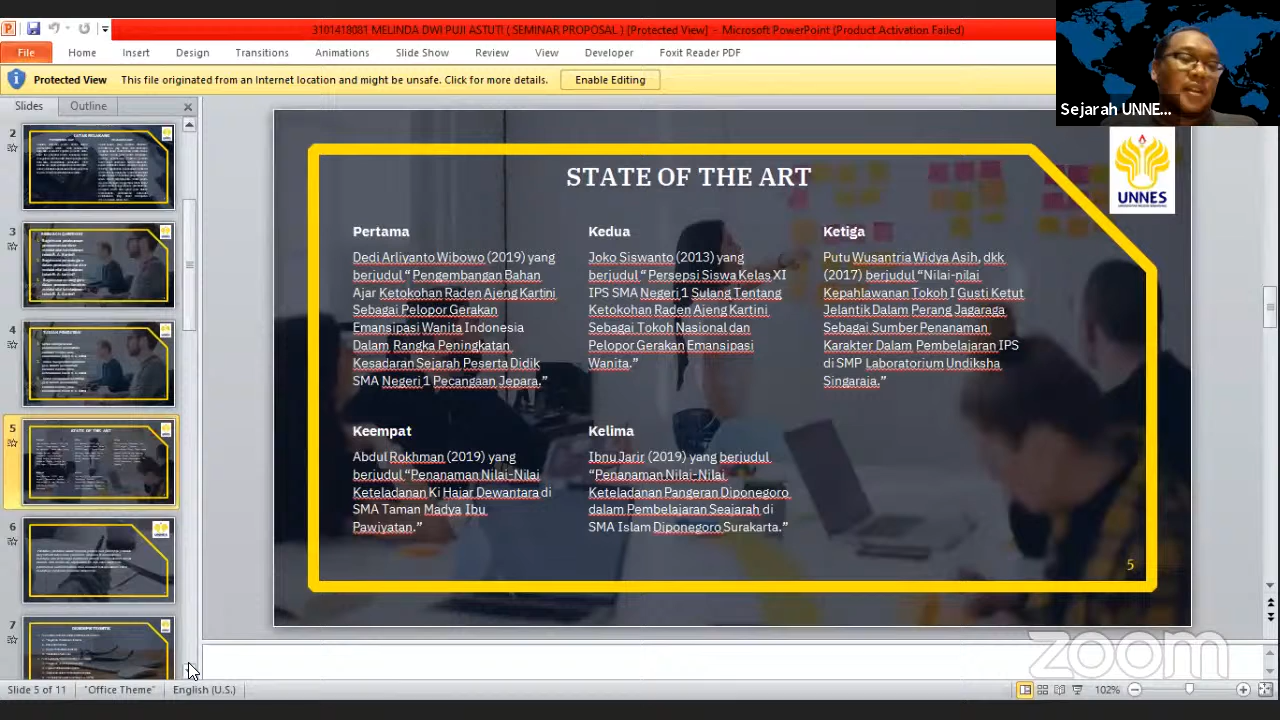 3101418081 MELINDA DWI PUJI ASTUTI ( SEMINAR PROPOSAL ) [Protected View] - Microsoft PowerPoint (Product Activation Failed)
File Home Insert Design Transitions Animations Slide Show Review View Developer Foxit Reader PDF
Protected View This file originated from an Internet location and might be unsafe. Click for more details. Enable Editing
Sejarah UNNE...
Slides Outline
2
3
4
5
STATE OF THE ART
6
7
STATE OF THE ART
UNNES
Pertama
Dedi Arliyanto Wibowo (2019) yang
berjudul “ Pengembangan Bahan
Ajar Ketokohan Raden Ajeng Kartini
Sebagai Pelopor Gerakan
Emansipasi Wanita Indonesia
Dalam Rangka Peningkatan
Kesadaran Sejarah Peserta Didik
SMA Negeri 1 Pecangaan Jepara.”
Kedua
Joko Siswanto (2013) yang
berjudul “ Persepsi Siswa Kelas XI
IPS SMA Negeri 1 Sulang Tentang
Ketokohan Raden Ajeng Kartini
Sebagai Tokoh Nasional dan
Pelopor Gerakan Emansipasi
Wanita.”
Ketiga
Putu Wusantria Widya Asih, dkk
(2017) berjudul “Nilai-nilai
Kepahlawanan Tokoh I Gusti Ketut
Jelantik Dalam Perang Jagaraga
Sebagai Sumber Penanaman
Karakter Dalam Pembelajaran IPS
di SMP Laboratorium Undiksha
Singaraja.”
Keempat
Abdul Rokhman (2019) yang
berjudul “Penanaman Nilai-Nilai
Keteladanan Ki Hajar Dewantara di
SMA Taman Madya Ibu
Pawiyatan.”
Kelima
Ibnu Jarir (2019) yang berjudul
“Penanaman Nilai-Nilai
Keteladanan Pangeran Diponegoro
dalam Pembelajaran Seajarah di
SMA Islam Diponegoro Surakarta.”
5
zoom
Slide 5 of 11 "Office Theme" English (U.S.) 102%